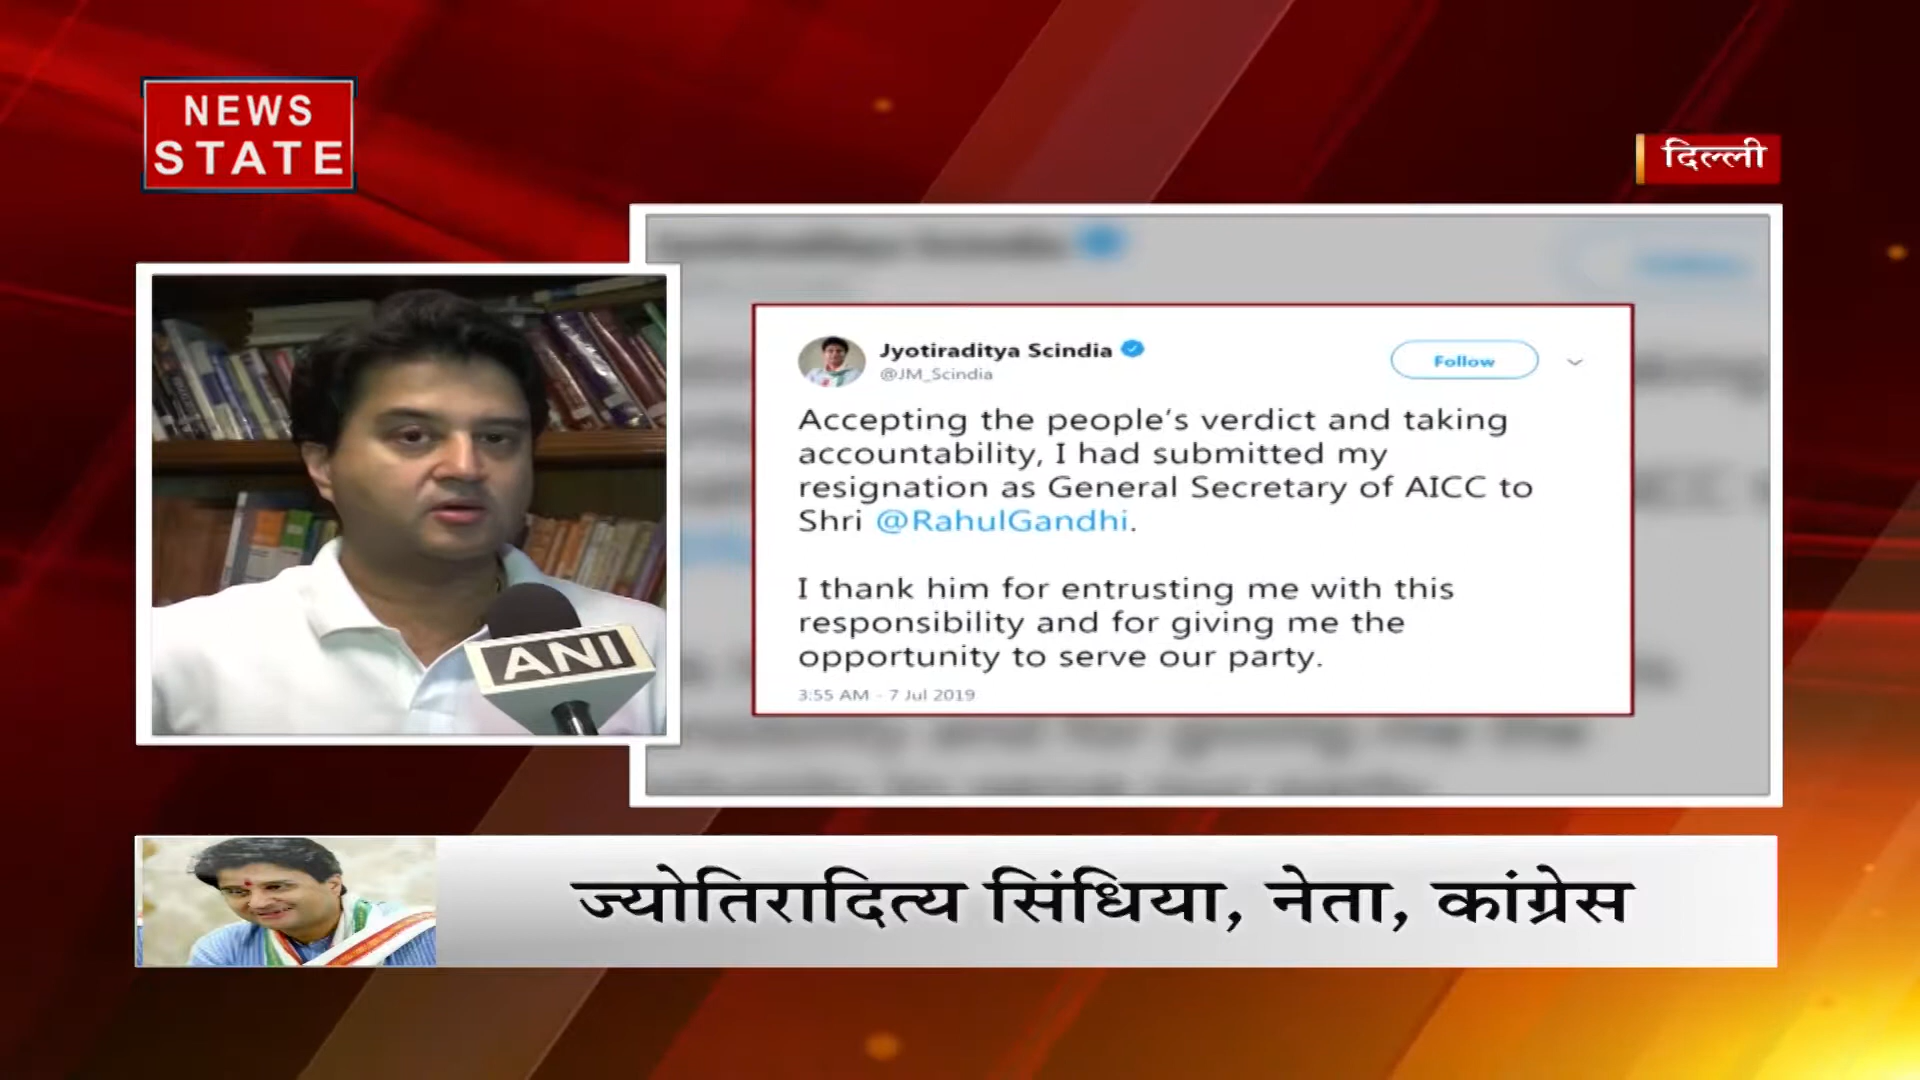 NEWS
STATE
दिल्ली
Jyotiraditya Scindia
@JM_Scindia
Follow
Accepting the people's verdict and taking
accountability, I had submitted my
resignation as General Secretary of AICC to
Shri @RahulGandhi.
I thank him for entrusting me with this
responsibility and for giving me the
opportunity to serve our party.
3:55 AM - 7 Jul 2019
ANI
ज्योतिरादित्य सिंधिया, नेता, कांग्रेस